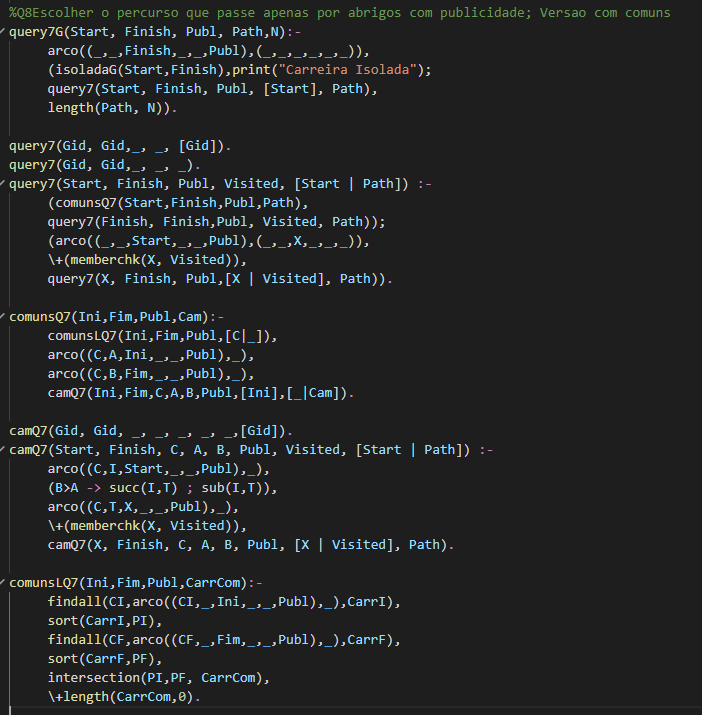 %Q8Escolher o percurso que passe apenas por abrigos com publicidade; Versao com comuns
query7G(Start, Finish, Publ, Path,N):-
arco((_,_,Finish,_,_,Publ),(_,_,_,_,_,_)),
(isoladaG(Start,Finish),print("Carreira Isolada");
query7(Start, Finish, Publ, [Start], Path),
length(Path, N)).
query7(Gid, Gid,_, _, [Gid]).
query7(Gid, Gid,_, _, _).
query7(Start, Finish, Publ, Visited, [Start | Path]) :-
(comunsQ7(Start,Finish,Publ,Path),
query7(Finish, Finish,Publ, Visited, Path));
(arco((_,_,Start,_,_,Publ),(_,_,X,_,_,_)),
\+(memberchk(X, Visited)),
query7(X, Finish, Publ,[X | Visited], Path)).
comunsQ7(Ini,Fim,Publ,Cam):-
comunsLQ7(Ini,Fim,Publ,[C|_]),
arco((C,A,Ini,_,_,Publ),_),
arco((C,B,Fim,_,_,Publ),_),
camQ7(Ini,Fim,C,A,B,Publ,[Ini],[_|Cam]).
camQ7(Gid, Gid, _, _, _, _, _,[Gid]).
camQ7(Start, Finish, C, A, B, Publ, Visited, [Start | Path]) :-
arco((C,I,Start,_,_,Publ),_),
(B>A -> succ(I,T) ; sub(I,T)),
arco((C,T,X,_,_,Publ),_),
\+(memberchk(X, Visited)),
camQ7(X, Finish, C, A, B, Publ, [X | Visited], Path).
comunsLQ7(Ini,Fim,Publ,CarrCom):-
findall(CI,arco((CI,_,Ini,_,_,Publ),_),CarrI),
sort(CarrI,PI),
findall(CF,arco((CF,_,Fim,_,_,Publ),_),CarrF),
sort(CarrF,PF),
intersection(PI,PF, CarrCom),
\+length(CarrCom,0).